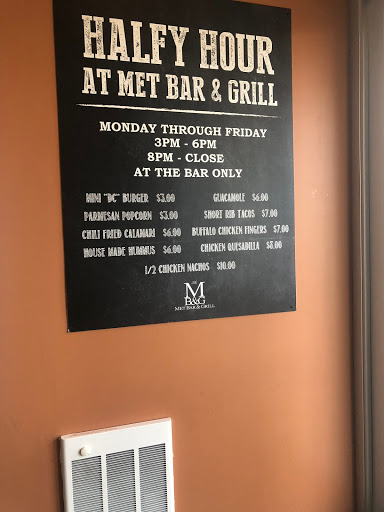 HALFY HOUR
AT MET BAR & GRILL
MONDAY THROUGH FRIDAY
3PM - 6PM
8PM - CLOSE
AT THE BAR ONLY
MINI "DC" BURGER $3.00
PARMESAN POPCORN $3.00
CHILI FRIED CALAMARI $6.00
HOUSE MADE HUMMUS $6.00
GUACAMOLE $6.00
SHORT RIB TACOS $7.00
BUFFALO CHICKEN FINGERS $7.00
CHICKEN QUESADILLA $8.00
1/2 CHICKEN NACHOS $10.00
M
B&G
MET BAR & GRILL